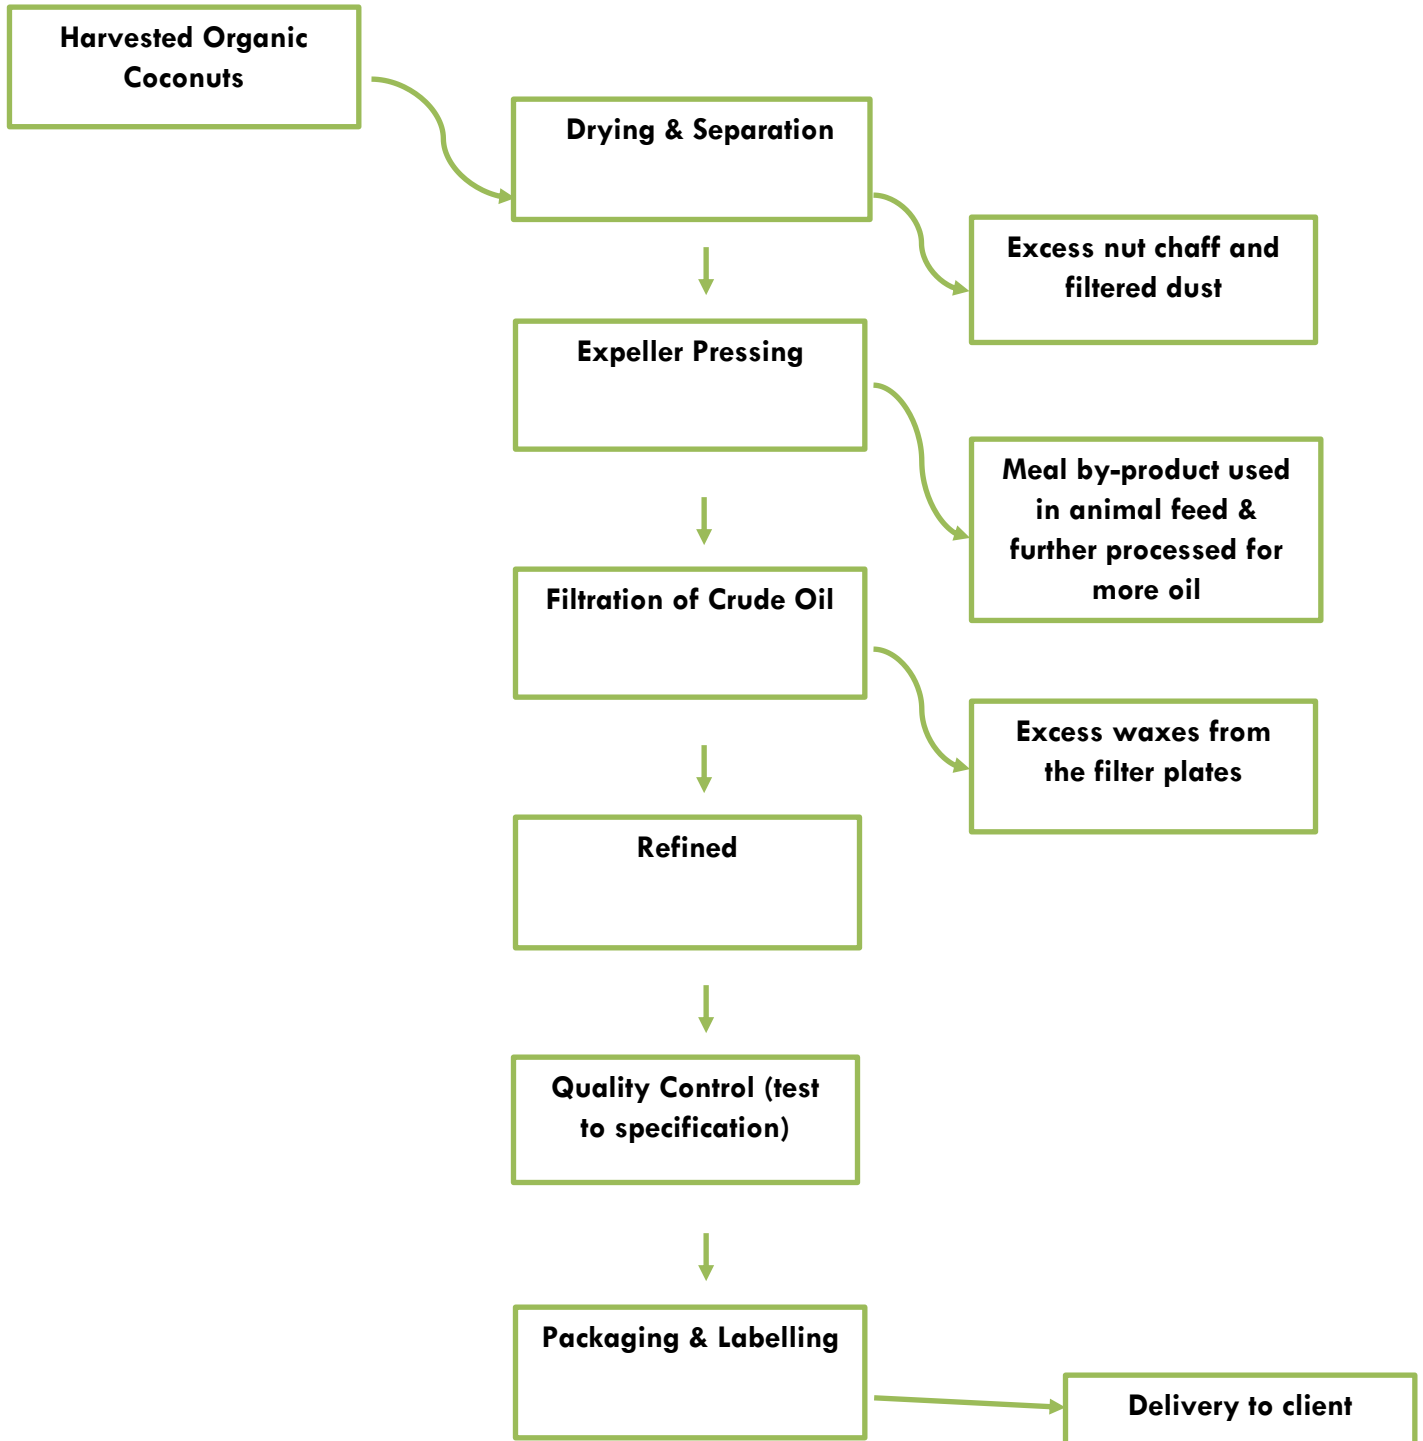 Harvested Organic
Coconuts
Drying & Separation
Excess nut chaff and
filtered dust
Expeller Pressing
Meal by-product used
in animal feed &
further processed for
more oil
Filtration of Crude Oil
Excess waxes from
the filter plates
Refined
Quality Control (test
to specification)
Packaging & Labelling
Delivery to client